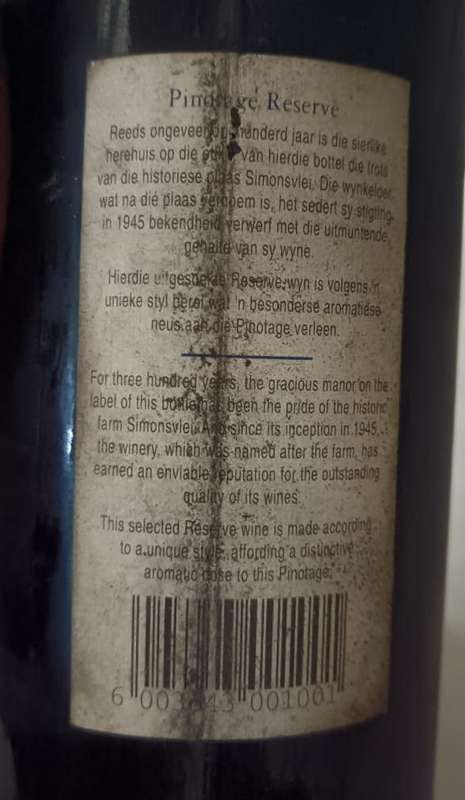 Pinotage Reserve
Reeds ongeveer honderd jaar is die sierlike
herehuis op die van hierdie bottel die trots
van die historiese plaas Simonsvlei. Die wynkelder,
wat na dié plaas vernoem is, hét sedert sy stigting
in 1945 bekendheid verwerf met die uitmuntende
gehalte van sy wyne.
Hierdie uitgesoekte Reserve-wyn is volgens 'n
unieke styl berei wat 'n besonderse aromatiese
neus aan die Pinotage verleen.
For three hundred years, the gracious manor on the
label of this bottle has been the pride of the historic
farm Simonsvlei. And since its inception in 1945,
the winery, which was named after the farm, has
earned an enviable reputation for the outstanding
quality of its wines.
This selected Reserve wine is made according
to a unique style, affording a distinctive
aromatic nose to this Pinotage.
6 001001